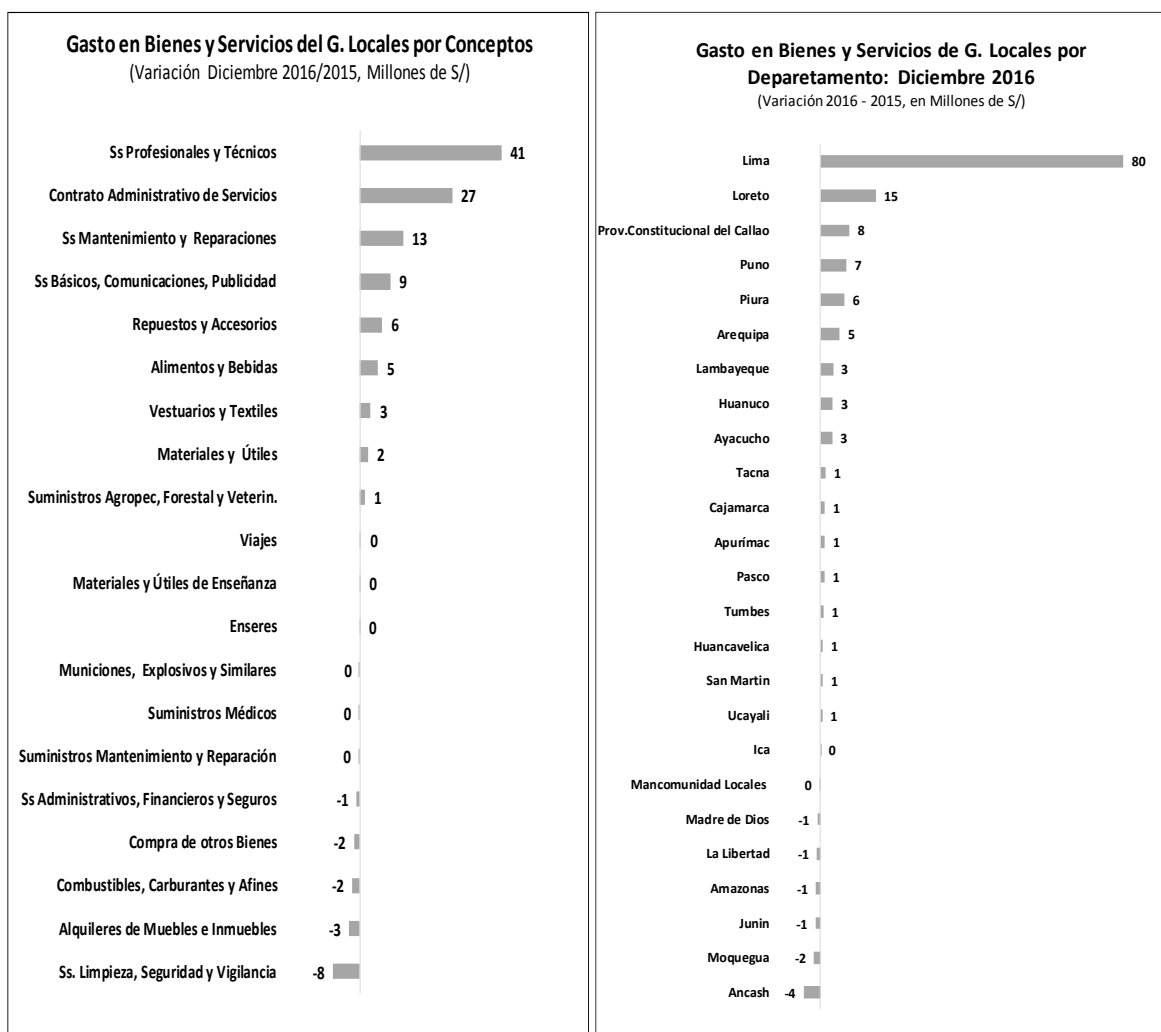 Gasto en Bienes y Servicios del G. Locales por Conceptos
(Variación Diciembre 2016/2015, Millones de S/)
Ss Profesionales y Técnicos 41
Contrato Administrativo de Servicios 27
Ss Mantenimiento y Reparaciones 13
Ss Básicos, Comunicaciones, Publicidad 9
Repuestos y Accesorios 6
Alimentos y Bebidas 5
Vestuarios y Textiles 3
Materiales y Útiles 2
Suministros Agropec, Forestal y Veterin. 1
Viajes 0
Materiales y Útiles de Enseñanza 0
Enseres 0
Municiones, Explosivos y Similares 0
Suministros Médicos 0
Suministros Mantenimiento y Reparación 0
Ss Administrativos, Financieros y Seguros -1
Compra de otros Bienes -2
Combustibles, Carburantes y Afines -2
Alquileres de Muebles e Inmuebles -3
Ss. Limpieza, Seguridad y Vigilancia -8
Gasto en Bienes y Servicios de G. Locales por
Deparetamento: Diciembre 2016
(Variación 2016 - 2015, en Millones de S/)
Lima 80
Loreto 15
Prov.Constitucional del Callao 8
Puno 7
Piura 6
Arequipa 5
Lambayeque 3
Huanuco 3
Ayacucho 3
Tacna 1
Cajamarca 1
Apurímac 1
Pasco 1
Tumbes 1
Huancavelica 1
San Martin 1
Ucayali 1
Ica 0
Mancomunidad Locales 0
Madre de Dios -1
La Libertad -1
Amazonas -1
Junin -1
Moquegua -2
Ancash -4